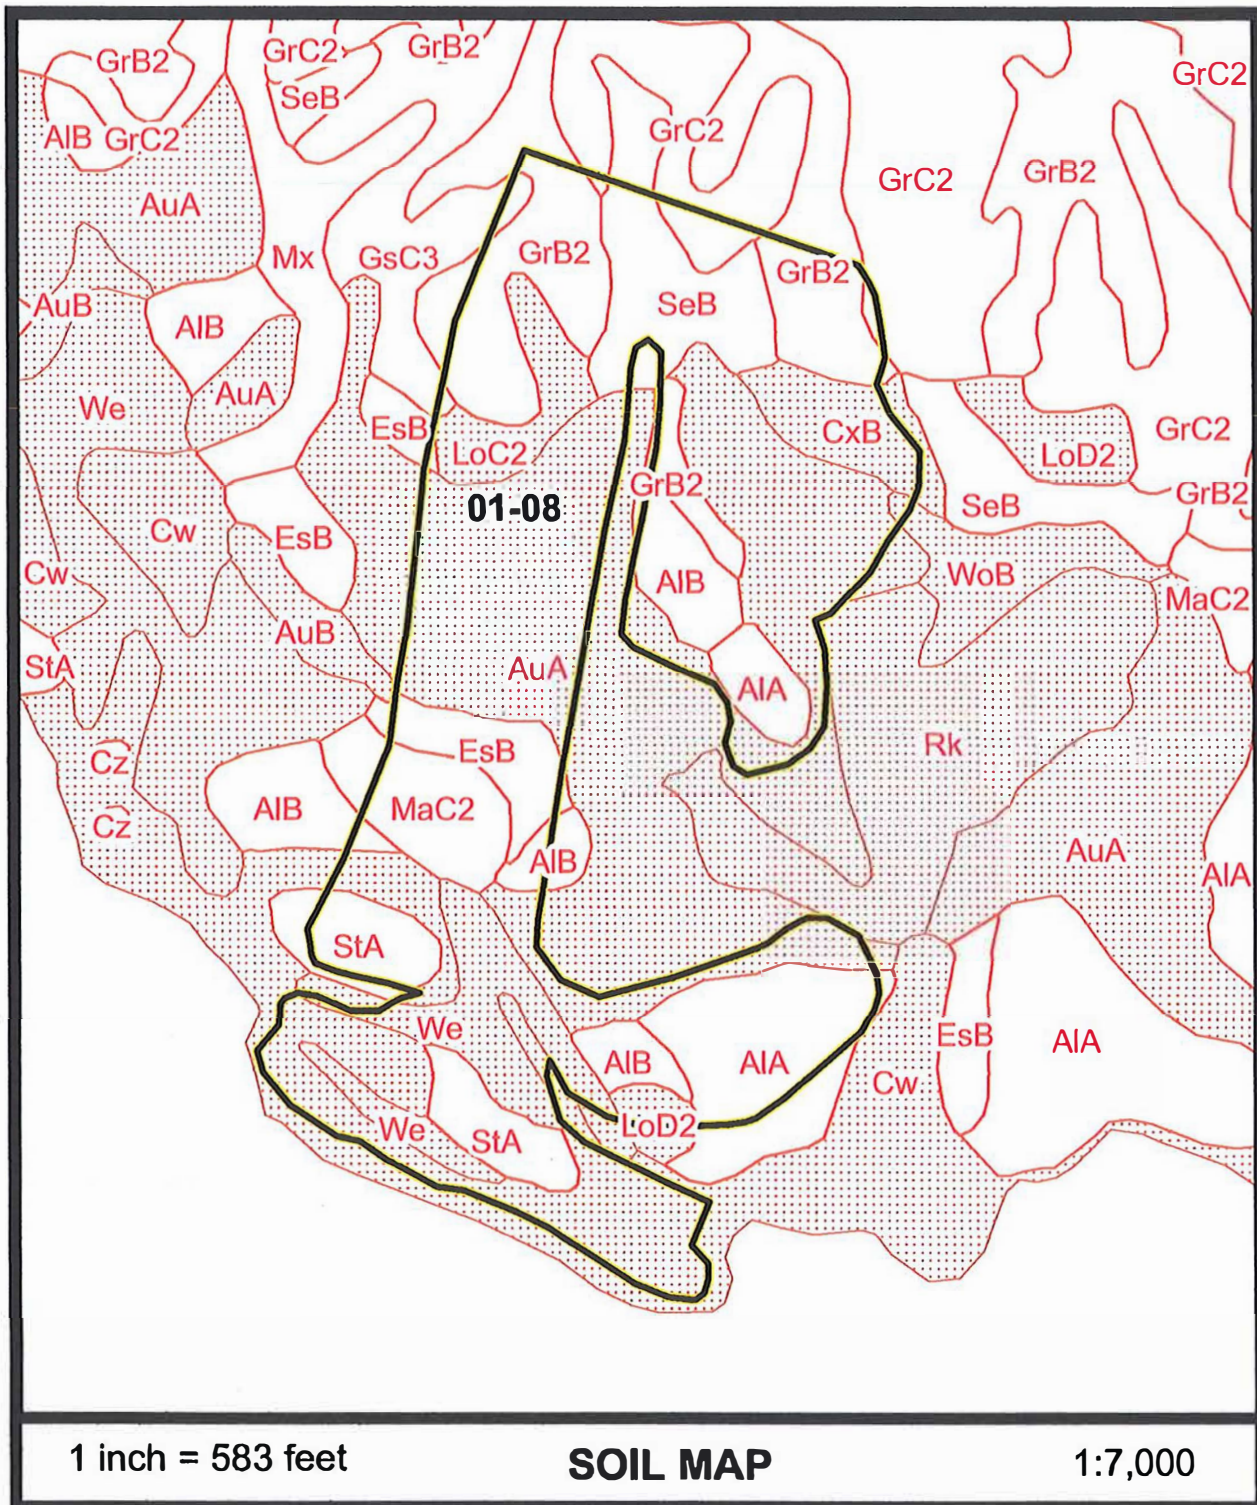 GrB2
GrC2
GrB2
GrC2
SeB
AlB GrC2
GrC2
GrC2
GrB2
AuA
Mx
GsC3
GrB2
GrB2
AuB
AlB
SeB
AuA
We
EsB
LoC2
CxB
LoD2
GrC2
01-08
GrB2
SeB
GrB2
Cw
EsB
Cw
AlB
WoB
MaC2
AuB
StA
AuA
AlA
Rk
Cz
EsB
AlB
MaC2
Cz
AlB
AuA
AlA
StA
We
EsB
AlA
AlB
AlA
Cw
We
StA
LoD2
1 inch = 583 feet
SOIL MAP
1:7,000